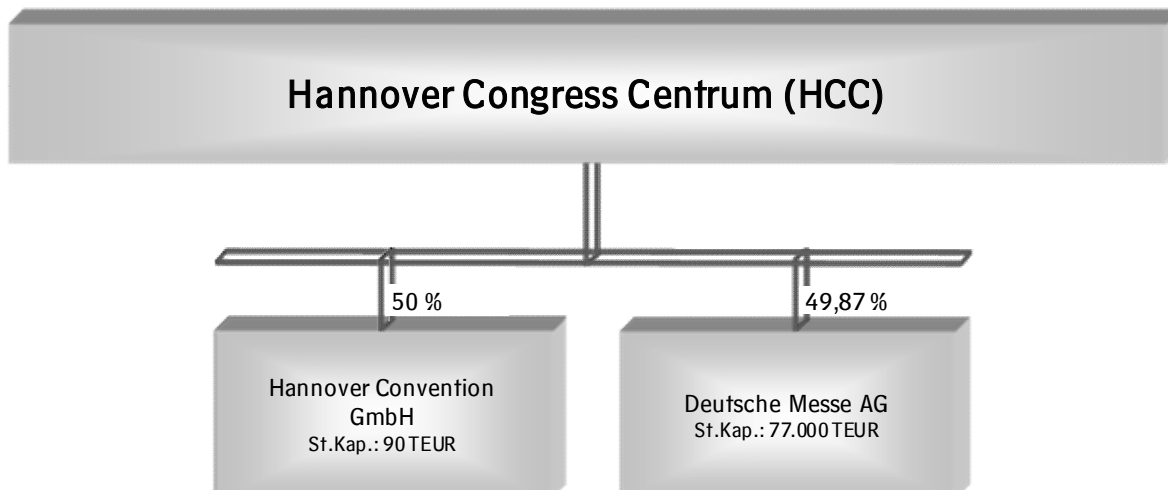 Hannover Congress Centrum (HCC)
50 %
49,87 %
Hannover Convention
GmbH
St.Kap.: 90 TEUR
Deutsche Messe AG
St.Kap.: 77.000 TEUR